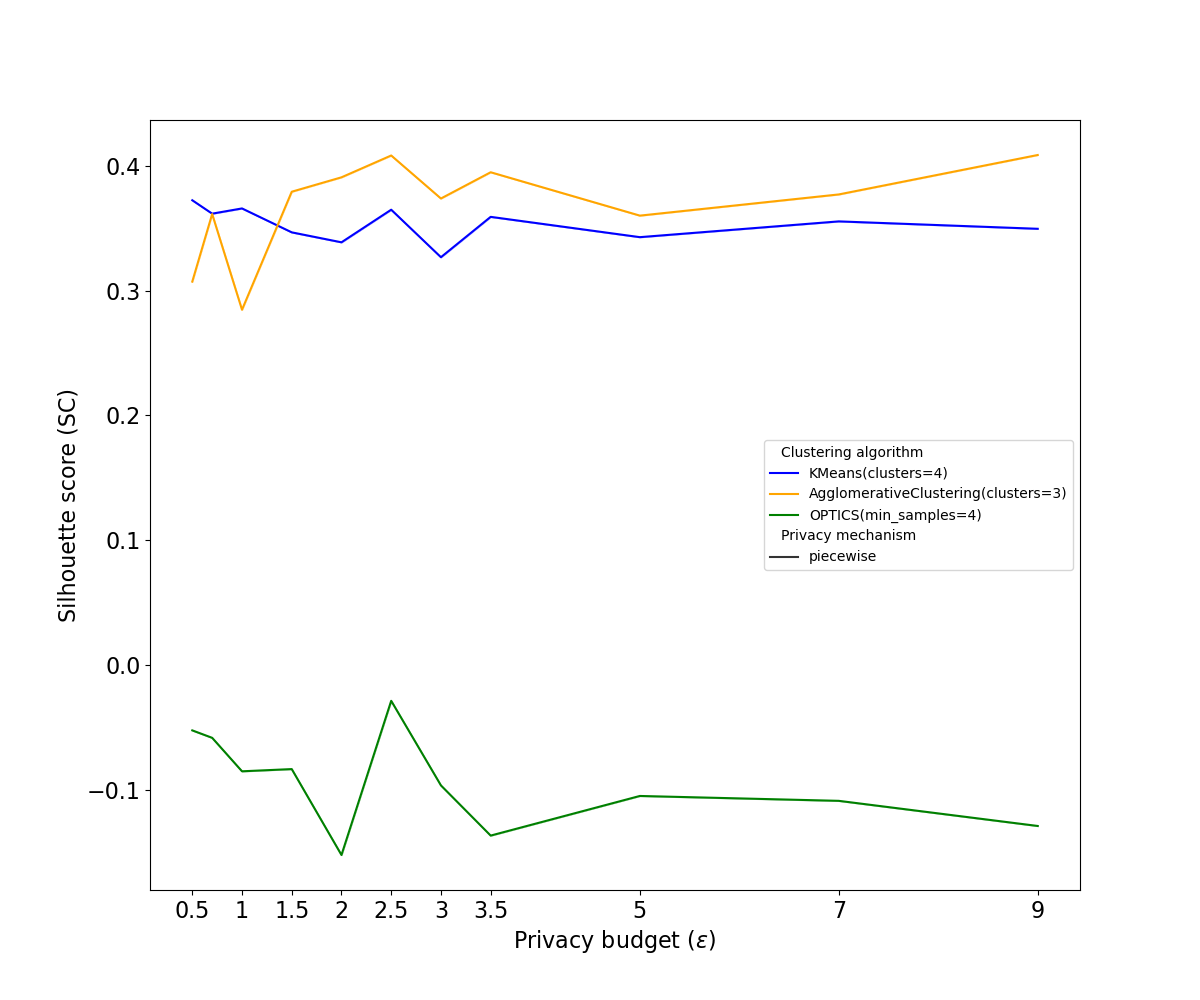 0.4
0.3
0.2
0.1
0.0
−0.1
Silhouette score (SC)
Clustering algorithm
KMeans(clusters=4)
AgglomerativeClustering(clusters=3)
OPTICS(min_samples=4)
Privacy mechanism
piecewise
0.5 1 1.5 2 2.5 3 3.5 5 7 9
Privacy budget (ε)